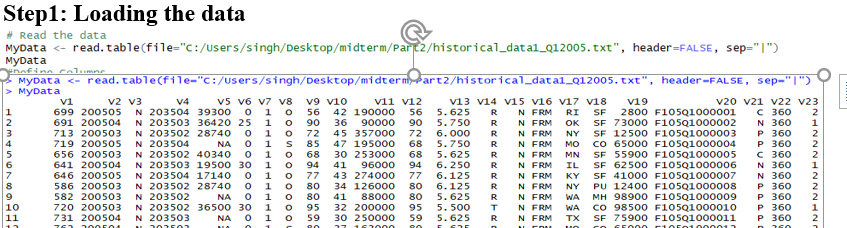 Step1: Loading the data
# Read the data
MyData <- read.table(file="C:/Users/singh/Desktop/midterm/Part2/historical_data1_Q12005.txt", header=FALSE, sep="|")
MyData
#Define Columns
> MyData <- read.table(file="C:/Users/singh/Desktop/midterm/Part2/historical_data1_Q12005.txt", header=FALSE, sep="|")
> MyData
V1 V2 V3 V4 V5 V6 V7 V8 V9 V10 V11 V12 V13 V14 V15 V16 V17 V18 V19 V20 V21 V22 V23
1 699 200505 N 203504 39300 0 1 O 56 42 190000 56 5.625 R N FRM RI SF 2800 F105Q1000001 C 360 2
2 691 200504 N 203503 36420 25 1 O 90 36 73000 90 5.750 R N FRM OK SF 73000 F105Q1000002 N 360 1
3 713 200503 N 203502 28740 0 1 O 72 45 357000 72 6.000 R N FRM NY SF 12500 F105Q1000003 P 360 2
4 719 200505 N 203504 NA 0 1 S 85 47 195000 68 5.750 R N FRM MO CO 65000 F105Q1000004 P 360 2
5 656 200503 N 203502 40340 0 1 O 68 30 253000 68 5.625 R N FRM MN SF 55900 F105Q1000005 C 360 2
6 641 200504 N 203503 19500 30 1 O 94 41 96000 94 6.250 R N FRM IL SF 62500 F105Q1000006 N 360 1
7 646 200505 N 203504 17140 0 1 O 77 43 274000 77 6.125 R N FRM KY SF 41000 F105Q1000007 N 360 2
8 586 200503 N 203502 28740 0 1 O 80 34 126000 80 6.125 R N FRM NY PU 12400 F105Q1000008 P 360 2
9 582 200503 N 203502 NA 0 1 O 80 41 88000 80 5.625 R N FRM WA MH 98900 F105Q1000009 P 360 2
10 720 200503 N 203502 36500 30 1 O 95 32 200000 95 5.500 T N FRM WA CO 98500 F105Q1000010 P 360 1
11 731 200504 N 203503 NA 0 1 O 59 30 250000 59 5.625 R N FRM TX SF 75900 F105Q1000011 P 360 2